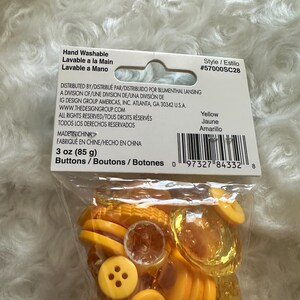 Hand Washable
Lavable a la Main
Lavable a Mano
Style / Estilo
#57000SC28
DISTRIBUTED BY/DISTRIBUÉ PAR/DISTRIBUIDO POR BLUMENTHAL LANSING
A DIVISION OF/UNE DIVISION DE/UNA DIVISIÓN DE
IG DESIGN GROUP AMERICAS, INC. ATLANTA, GA 30342 U.S.A.
WWW.THEDESIGNGROUP.COM
ALL RIGHTS RESERVED/TOUS DROITS RÉSERVÉS
TODOS LOS DERECHOS RESERVADOS
Yellow
Jaune
Amarillo
MADE IN CHINA/
FABRIQUÉ EN CHINE/HECHO EN CHINA
3 oz (85 g)
Buttons / Boutons / Botones
0 97327 84332 8